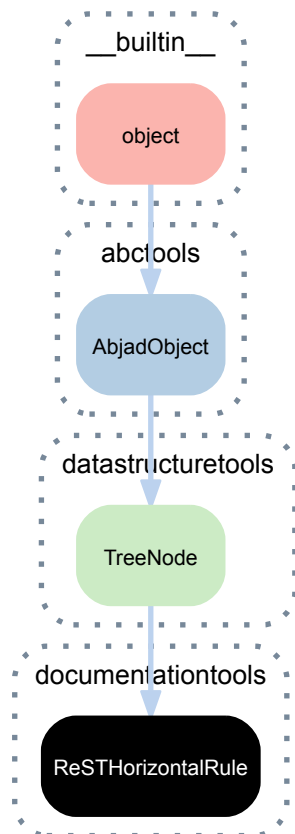 __builtin__
object
abctools
AbjadObject
datastructuretools
TreeNode
documentationtools
ReSTHorizontalRule